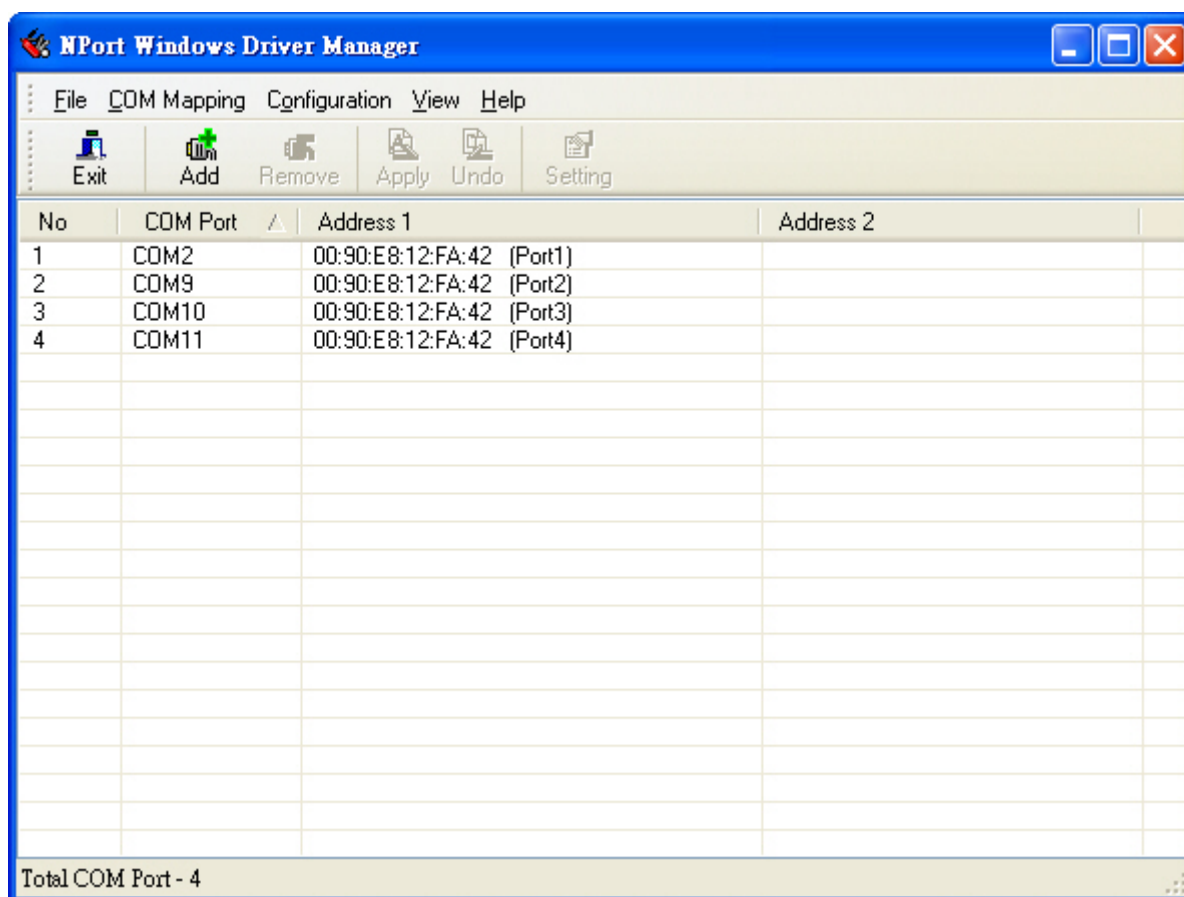 NPort Windows Driver Manager
File COM Mapping Configuration View Help
Exit Add Remove Apply Undo Setting
No COM Port Address 1 Address 2
1 COM2 00:90:E8:12:FA:42 (Port1)
2 COM9 00:90:E8:12:FA:42 (Port2)
3 COM10 00:90:E8:12:FA:42 (Port3)
4 COM11 00:90:E8:12:FA:42 (Port4)
Total COM Port - 4